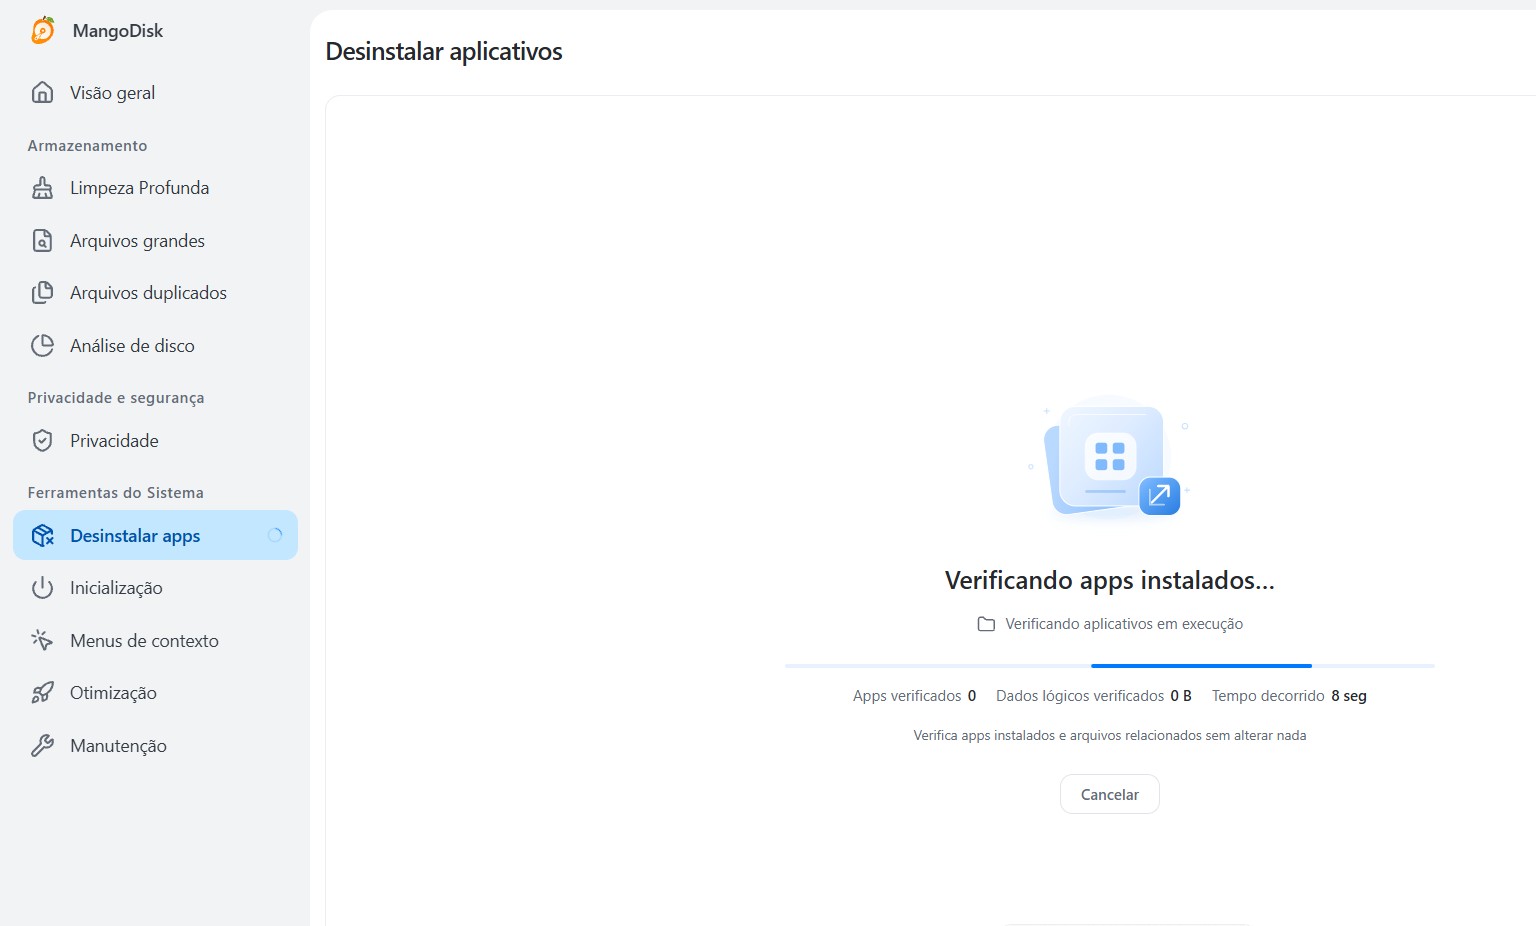 MangoDisk
Visão geral
Armazenamento
Limpeza Profunda
Arquivos grandes
Arquivos duplicados
Análise de disco
Privacidade e segurança
Privacidade
Ferramentas do Sistema
Desinstalar apps
Inicialização
Menus de contexto
Otimização
Manutenção
Desinstalar aplicativos
Verificando apps instalados...
Verificando aplicativos em execução
Apps verificados 0 Dados lógicos verificados 0 B Tempo decorrido 8 seg
Verifica apps instalados e arquivos relacionados sem alterar nada
Cancelar